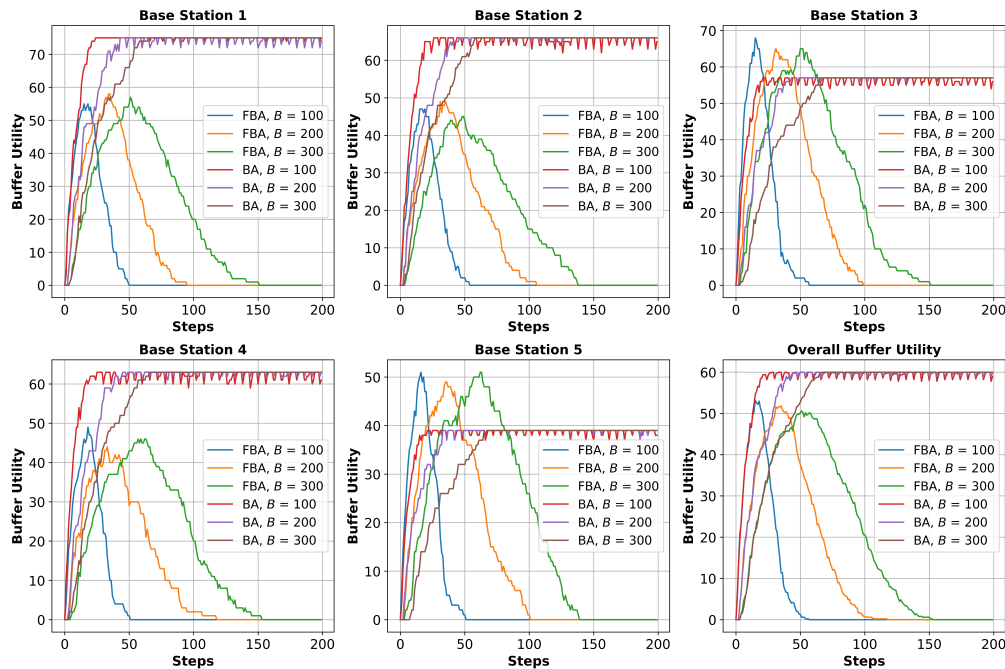 Base Station 1
Buffer Utility
70
60
50
40
30
20
10
0
FBA, B = 100
FBA, B = 200
FBA, B = 300
BA, B = 100
BA, B = 200
BA, B = 300
0 50 100 150 200
Steps
Base Station 2
Buffer Utility
60
50
40
30
20
10
0
FBA, B = 100
FBA, B = 200
FBA, B = 300
BA, B = 100
BA, B = 200
BA, B = 300
0 50 100 150 200
Steps
Base Station 3
Buffer Utility
70
60
50
40
30
20
10
0
FBA, B = 100
FBA, B = 200
FBA, B = 300
BA, B = 100
BA, B = 200
BA, B = 300
0 50 100 150 200
Steps
Base Station 4
Buffer Utility
60
50
40
30
20
10
0
FBA, B = 100
FBA, B = 200
FBA, B = 300
BA, B = 100
BA, B = 200
BA, B = 300
0 50 100 150 200
Steps
Base Station 5
Buffer Utility
50
40
30
20
10
0
FBA, B = 100
FBA, B = 200
FBA, B = 300
BA, B = 100
BA, B = 200
BA, B = 300
0 50 100 150 200
Steps
Overall Buffer Utility
Buffer Utility
60
50
40
30
20
10
0
FBA, B = 100
FBA, B = 200
FBA, B = 300
BA, B = 100
BA, B = 200
BA, B = 300
0 50 100 150 200
Steps